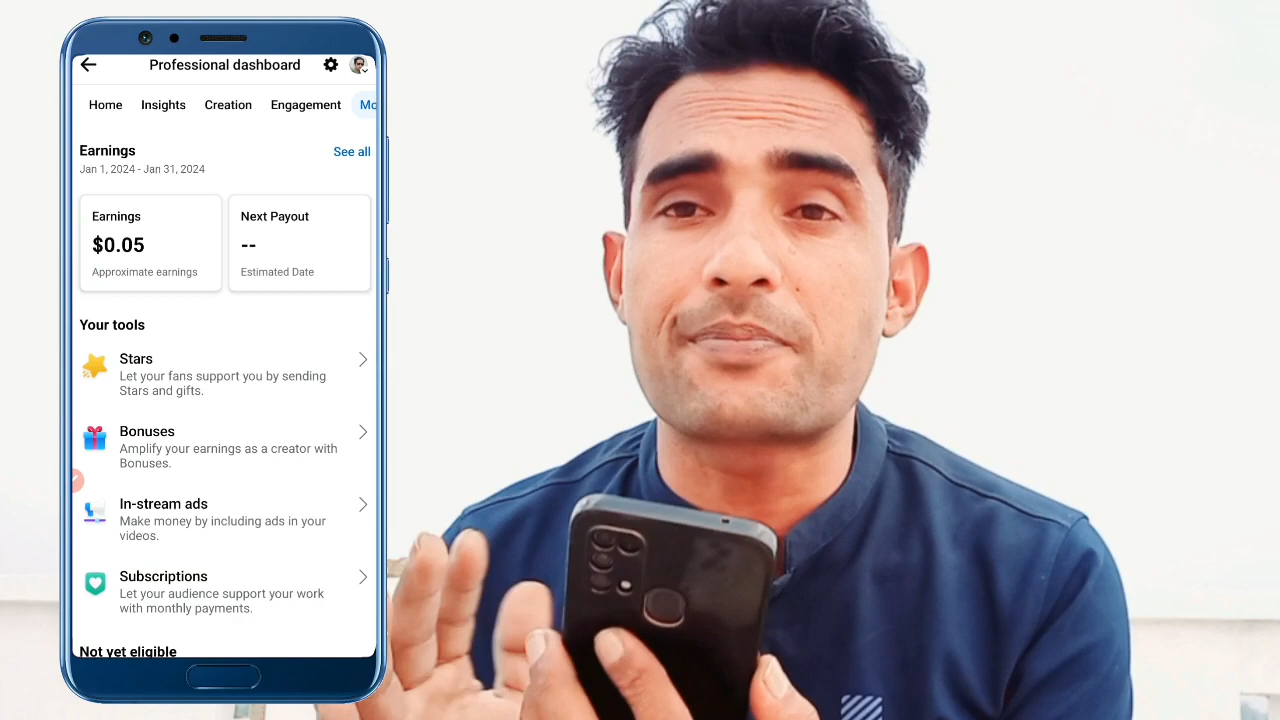 Professional dashboard
Home Insights Creation Engagement Mo
Earnings See all
Jan 1, 2024 - Jan 31, 2024
Earnings Next Payout
$0.05 --
Approximate earnings Estimated Date
Your tools
Stars
Let your fans support you by sending
Stars and gifts.
Bonuses
Amplify your earnings as a creator with
Bonuses.
In-stream ads
Make money by including ads in your
videos.
Subscriptions
Let your audience support your work
with monthly payments.
Not yet eligible